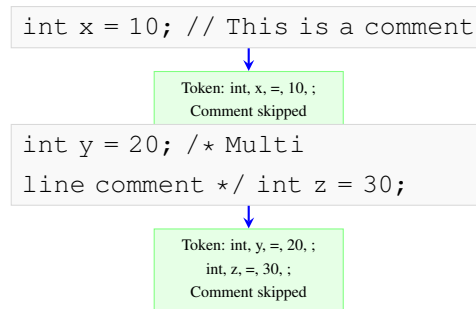 int x = 10; // This is a comment
Token: int, x, =, 10, ;
Comment skipped
int y = 20; /* Multi
line comment */ int z = 30;
Token: int, y, =, 20, ;
int, z, =, 30, ;
Comment skipped